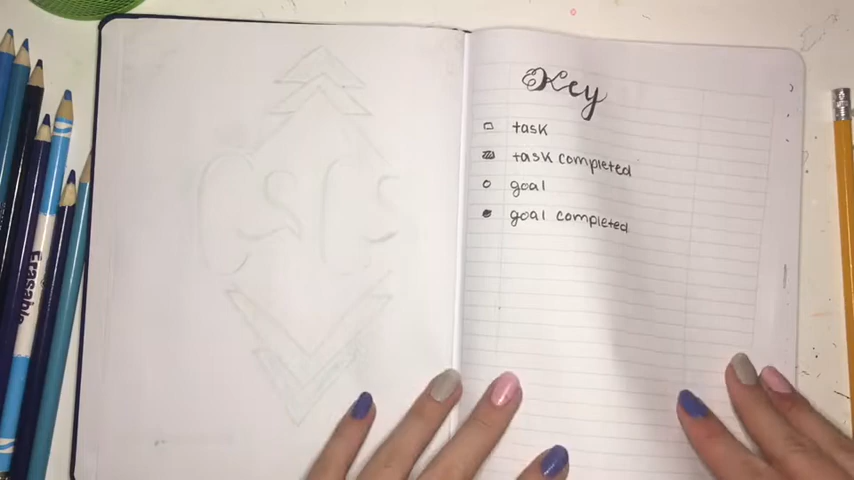 Key
task
task completed
goal
goal completed
Erasable